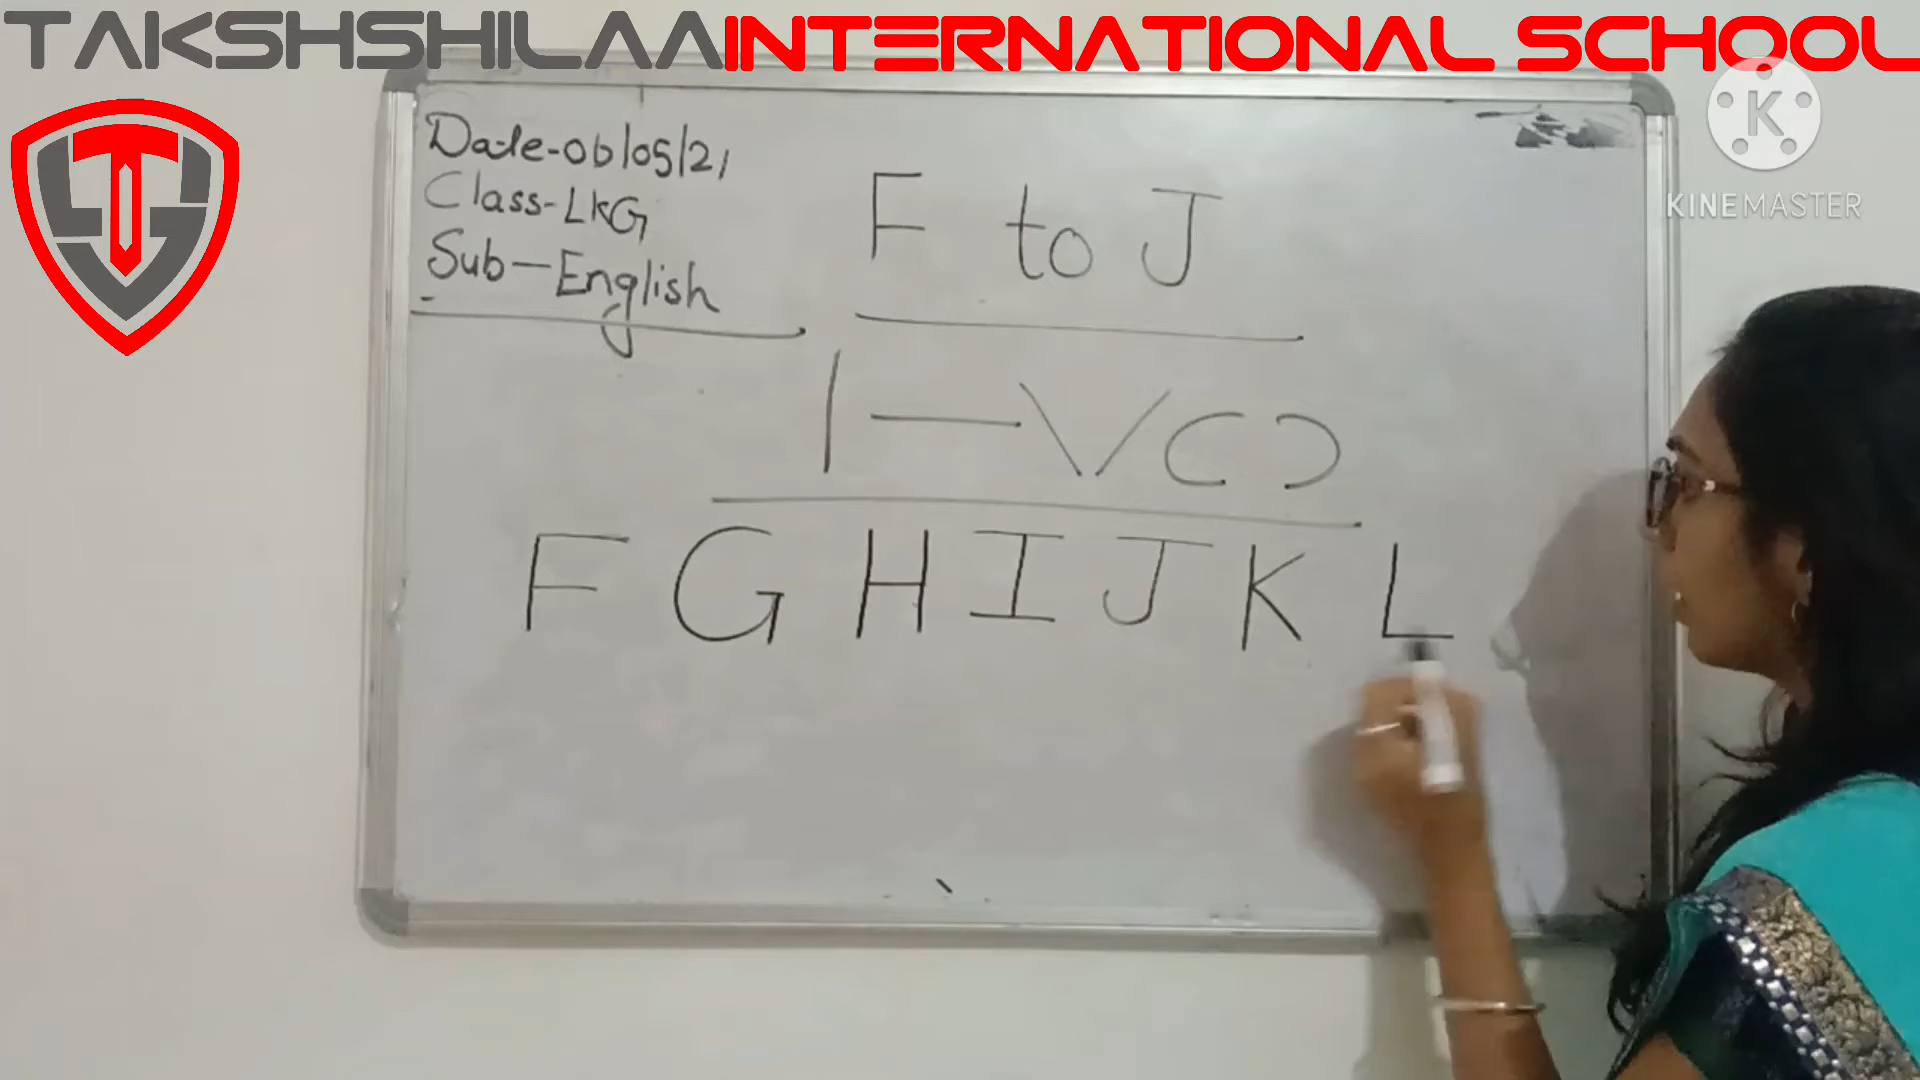 TAKSHSHILAA INTERNATIONAL SCHOOL
K
KINEMASTER
Date-06/05/21
Class-LKG
Sub-English
F to J
F G H I J K L